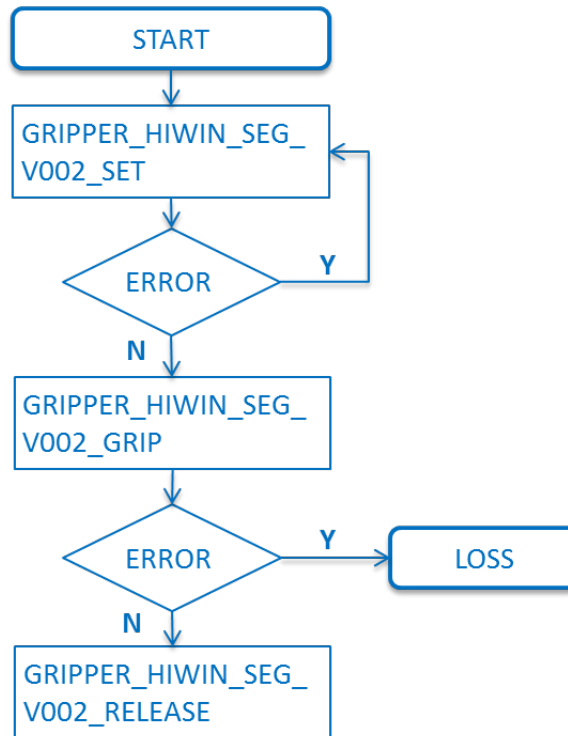 START
GRIPPER_HIWIN_SEG_
V002_SET
ERROR
Y
N
GRIPPER_HIWIN_SEG_
V002_GRIP
ERROR
Y
LOSS
N
GRIPPER_HIWIN_SEG_
V002_RELEASE